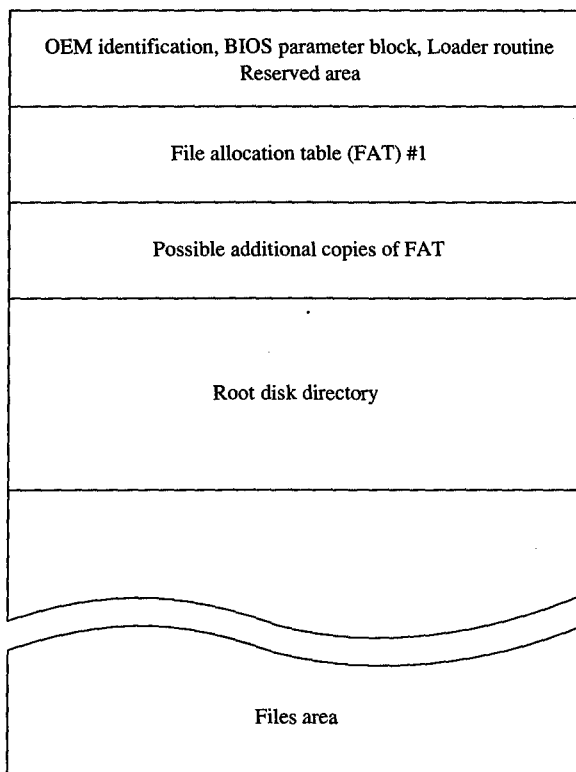 OEM identification, BIOS parameter block, Loader routine
Reserved area
File allocation table (FAT) #1
Possible additional copies of FAT
Root disk directory
Files area